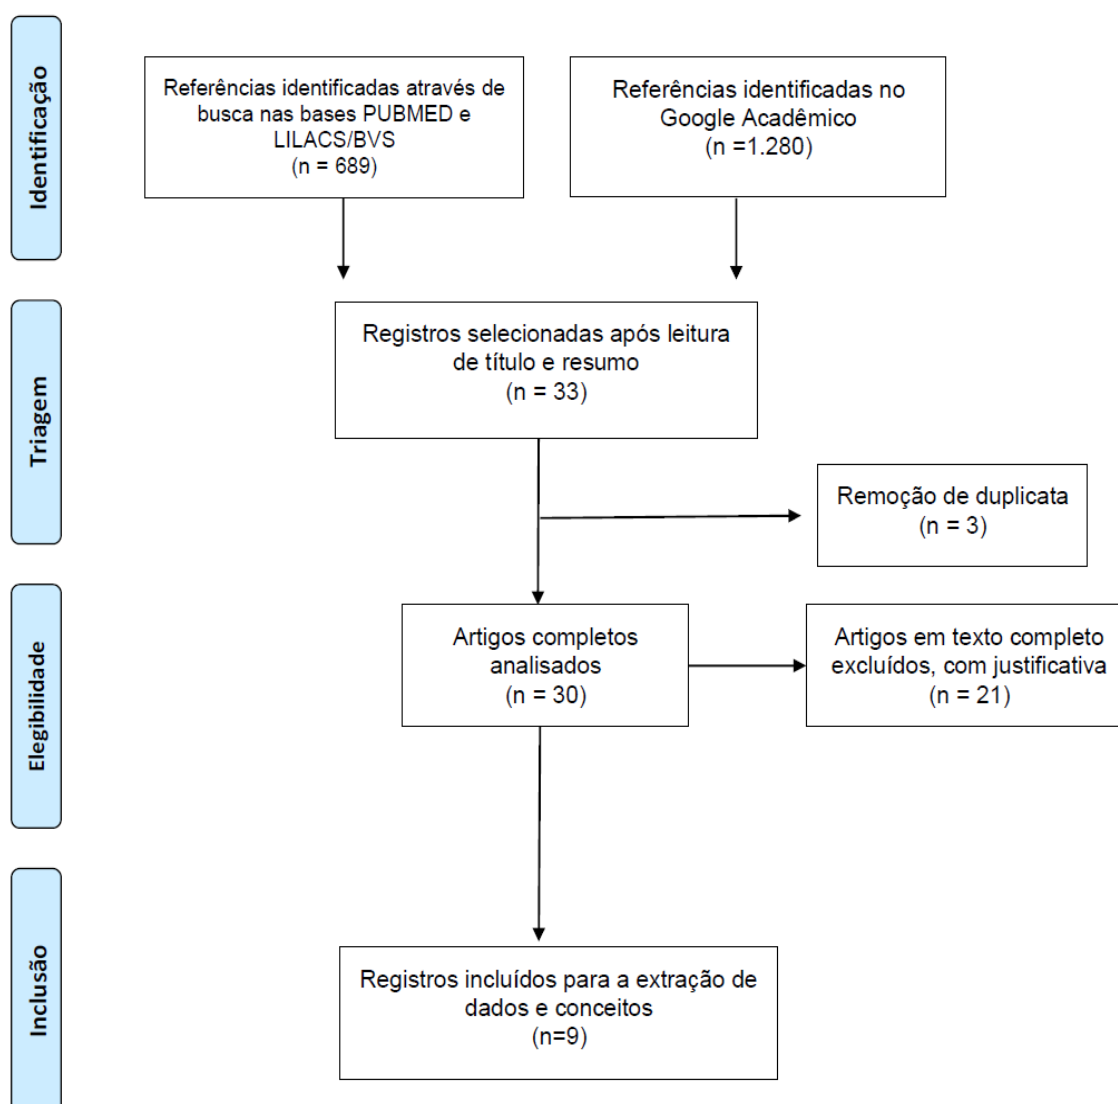 Identificação
Referências identificadas através de
busca nas bases PUBMED e
LILACS/BVS
(n = 689)
Referências identificadas no
Google Acadêmico
(n =1.280)
Triagem
Registros selecionadas após leitura
de título e resumo
(n = 33)
Remoção de duplicata
(n = 3)
Elegibilidade
Artigos completos
analisados
(n = 30)
Artigos em texto completo
excluídos, com justificativa
(n = 21)
Inclusão
Registros incluídos para a extração de
dados e conceitos
(n=9)